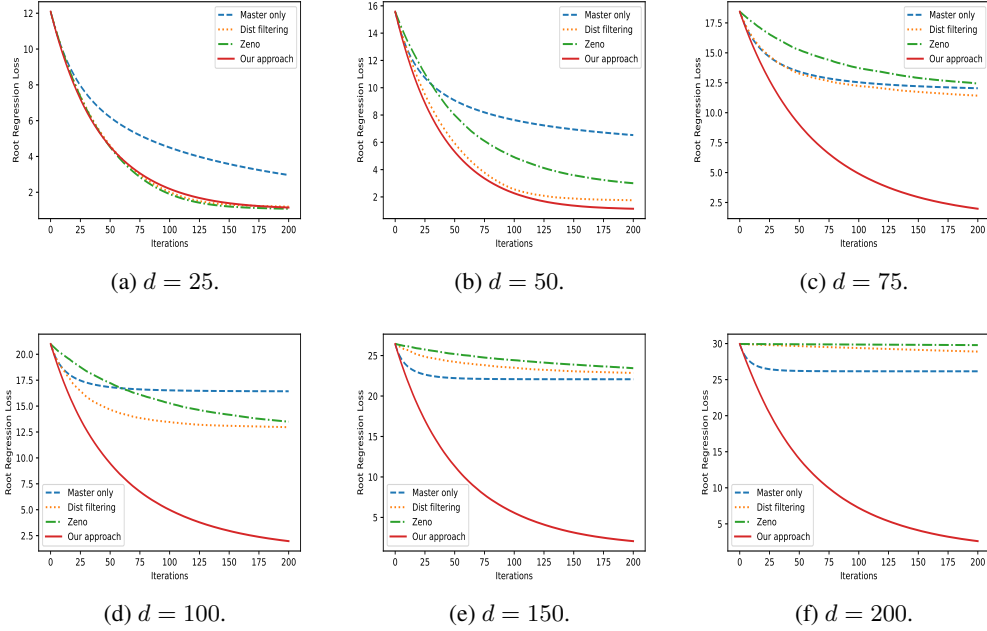 12
10
8
6
4
2
Root Regression Loss
Master only
Dist filtering
Zeno
Our approach
0 25 50 75 100 125 150 175 200
Iterations
(a) d = 25.
16
14
12
10
8
6
4
2
Root Regression Loss
Master only
Dist filtering
Zeno
Our approach
0 25 50 75 100 125 150 175 200
Iterations
(b) d = 50.
17.5
15.0
12.5
10.0
7.5
5.0
2.5
Root Regression Loss
Master only
Dist filtering
Zeno
Our approach
0 25 50 75 100 125 150 175 200
Iterations
(c) d = 75.
20.0
17.5
15.0
12.5
10.0
7.5
5.0
2.5
Root Regression Loss
Master only
Dist filtering
Zeno
Our approach
0 25 50 75 100 125 150 175 200
Iterations
(d) d = 100.
25
20
15
10
5
Root Regression Loss
Master only
Dist filtering
Zeno
Our approach
0 25 50 75 100 125 150 175 200
Iterations
(e) d = 150.
30
25
20
15
10
5
Root Regression Loss
Master only
Dist filtering
Zeno
Our approach
0 25 50 75 100 125 150 175 200
Iterations
(f) d = 200.